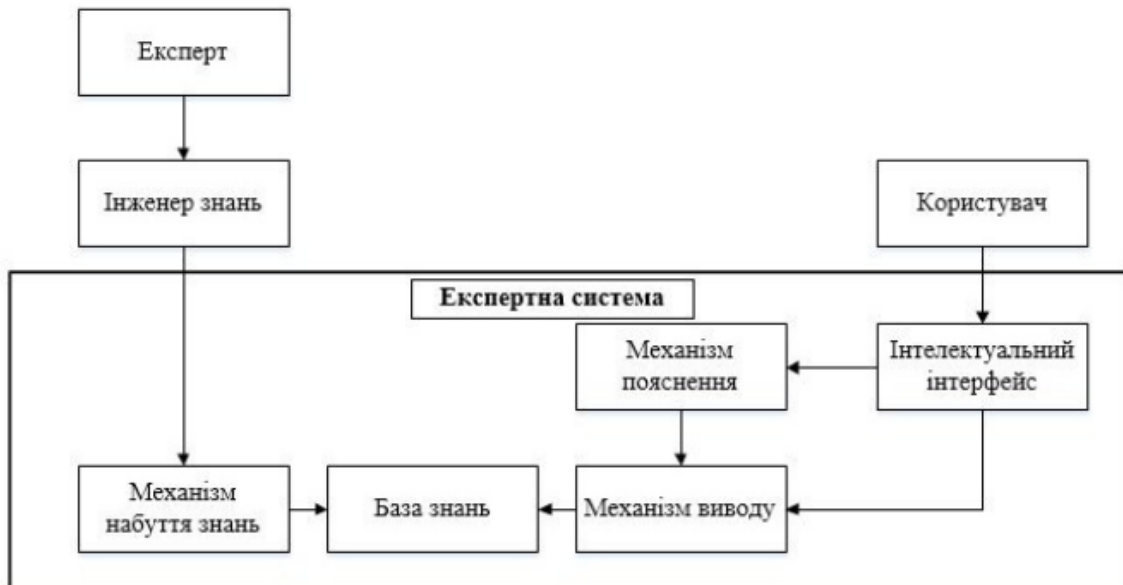 Експерт
Інженер знань
Користувач
Експертна система
Механізм
пояснення
Інтелектуальний
інтерфейс
Механізм
набуття знань
База знань
Механізм виводу